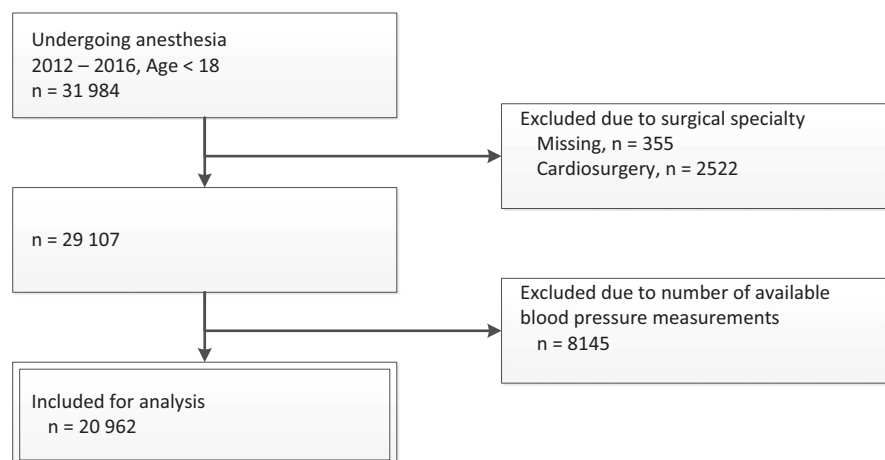 Undergoing anesthesia
2012 – 2016, Age < 18
n = 31 984
Excluded due to surgical specialty
Missing, n = 355
Cardiosurgery, n = 2522
n = 29 107
Excluded due to number of available
blood pressure measurements
n = 8145
Included for analysis
n = 20 962